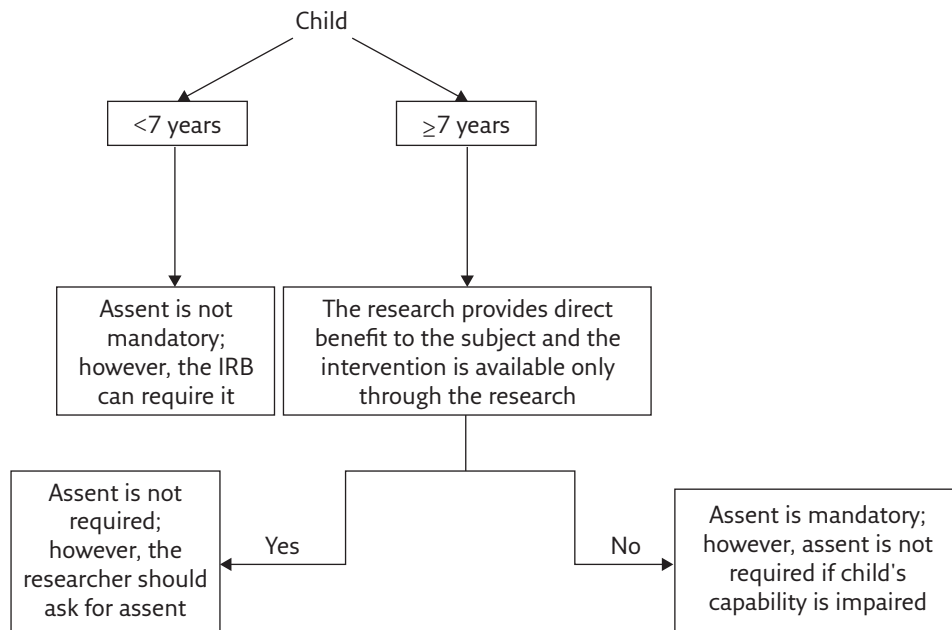 Child
<7 years
≥7 years
Assent is not
mandatory;
however, the IRB
can require it
The research provides direct
benefit to the subject and the
intervention is available only
through the research
Assent is not
required;
however, the
researcher should
ask for assent
Yes
No
Assent is mandatory;
however, assent is not
required if child's
capability is impaired